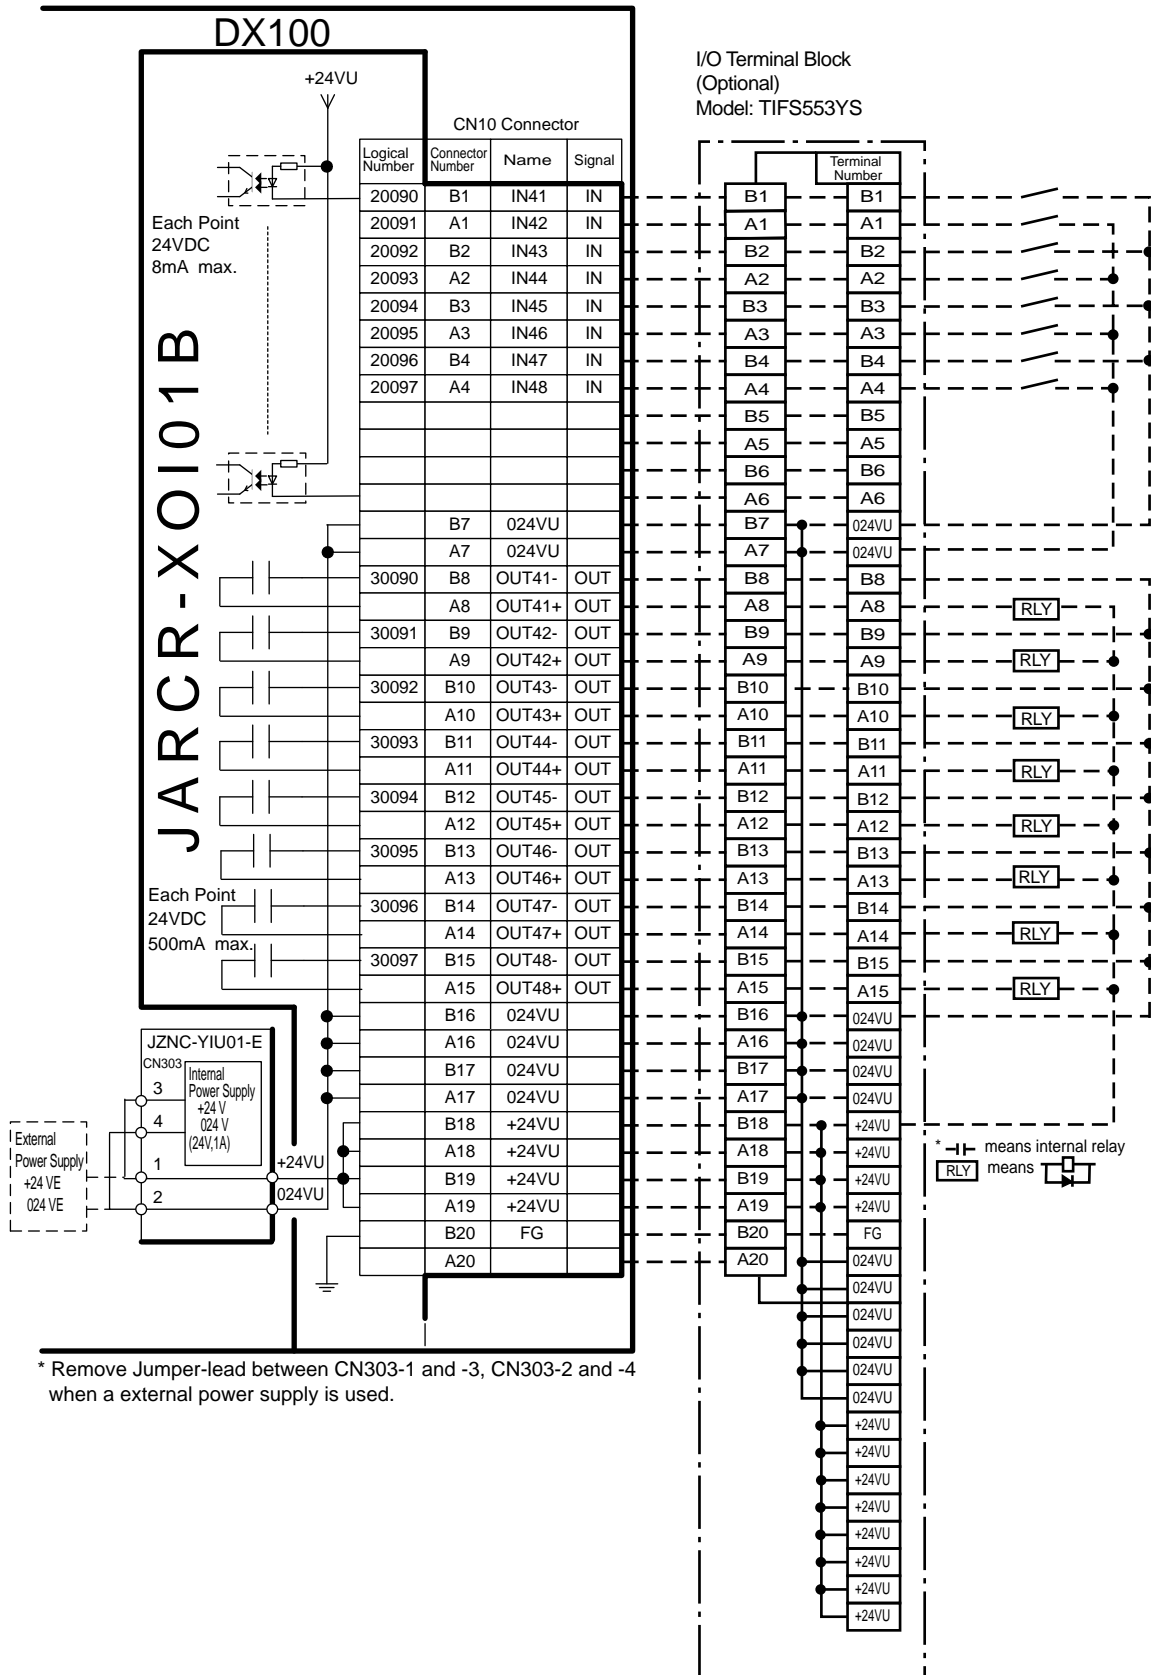 DX100
I/O Terminal Block
(Optional)
Model: TIFS553YS
+24VU
CN10 Connector
Logical Number Connector Number Name Signal
Terminal Number
20090 B1 IN41 IN B1 B1
Each Point
24VDC
8mA max.
20091 A1 IN42 IN A1 A1
20092 B2 IN43 IN B2 B2
20093 A2 IN44 IN A2 A2
20094 B3 IN45 IN B3 B3
20095 A3 IN46 IN A3 A3
20096 B4 IN47 IN B4 B4
20097 A4 IN48 IN A4 A4
B5 B5
A5 A5
B6 B6
A6 A6
JARCR-XOI01B
B7 024VU B7 024VU
A7 024VU A7 024VU
30090 B8 OUT41- OUT B8 B8
A8 OUT41+ OUT A8 A8 RLY
30091 B9 OUT42- OUT B9 B9
A9 OUT42+ OUT A9 A9 RLY
30092 B10 OUT43- OUT B10 B10
A10 OUT43+ OUT A10 A10 RLY
30093 B11 OUT44- OUT B11 B11
A11 OUT44+ OUT A11 A11 RLY
30094 B12 OUT45- OUT B12 B12
A12 OUT45+ OUT A12 A12 RLY
30095 B13 OUT46- OUT B13 B13
A13 OUT46+ OUT A13 A13 RLY
Each Point
24VDC
500mA max.
30096 B14 OUT47- OUT B14 B14
A14 OUT47+ OUT A14 A14 RLY
30097 B15 OUT48- OUT B15 B15
A15 OUT48+ OUT A15 A15 RLY
B16 024VU B16 024VU
A16 024VU A16 024VU
B17 024VU B17 024VU
A17 024VU A17 024VU
B18 +24VU B18 +24VU
A18 +24VU A18 +24VU
B19 +24VU B19 +24VU
A19 +24VU A19 +24VU
B20 FG B20 FG
A20 A20 024VU
024VU
024VU
024VU
024VU
024VU
+24VU
+24VU
+24VU
+24VU
+24VU
+24VU
+24VU
+24VU
JZNC-YIU01-E
CN303
3
4
1
2
Internal
Power Supply
+24 V
024 V
(24V,1A)
External
Power Supply
+24 VE
024 VE
+24VU
024VU
* means internal relay
RLY means
* Remove Jumper-lead between CN303-1 and -3, CN303-2 and -4
when a external power supply is used.